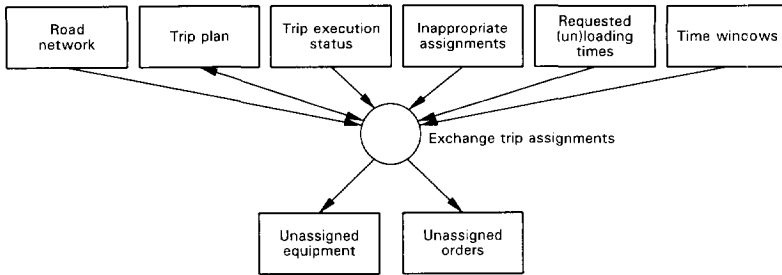 Road
network
Trip plan
Trip execution
status
Inappropriate
assignments
Requested
(un)loading
times
Time windows
Exchange trip assignments
Unassigned
equipment
Unassigned
orders